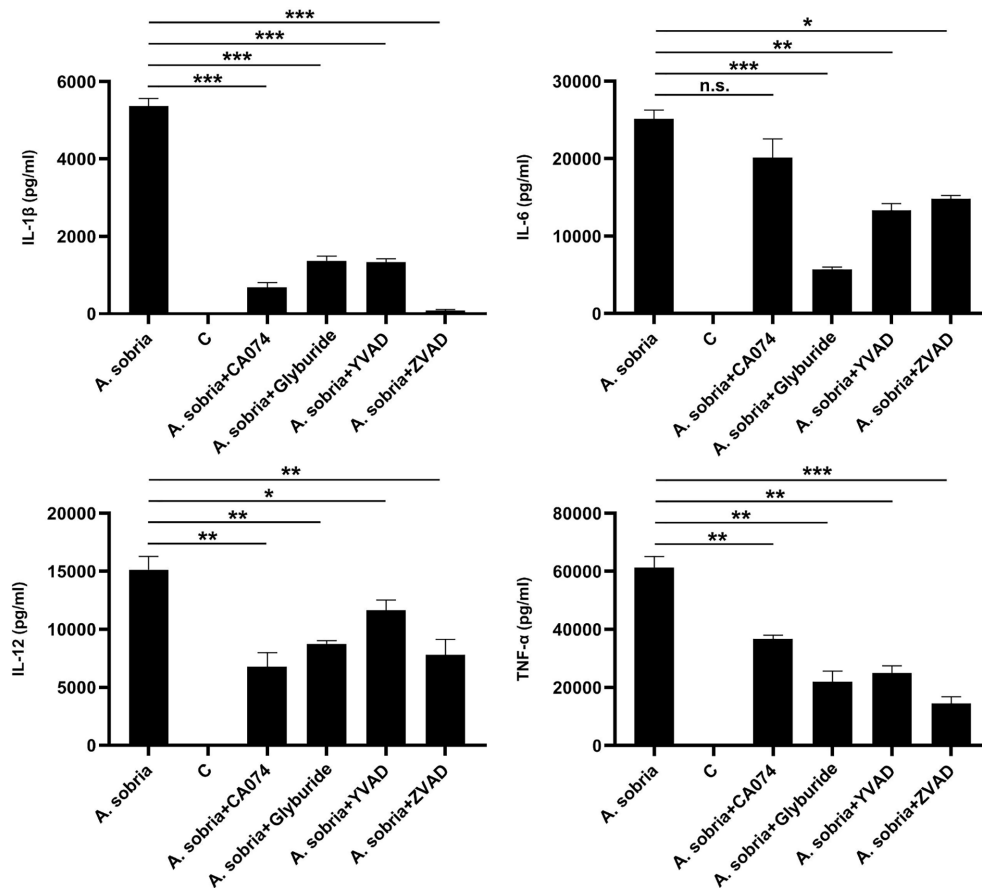 ***
***
***
***
6000
4000
2000
0
IL-1β (pg/ml)
A. sobria
C
A. sobria+CA074
A. sobria+Glyburide
A. sobria+YVAD
A. sobria+ZVAD
*
**
***
n.s.
30000
20000
10000
0
IL-6 (pg/ml)
A. sobria
C
A. sobria+CA074
A. sobria+Glyburide
A. sobria+YVAD
A. sobria+ZVAD
**
*
**
**
20000
15000
10000
5000
0
IL-12 (pg/ml)
A. sobria
C
A. sobria+CA074
A. sobria+Glyburide
A. sobria+YVAD
A. sobria+ZVAD
***
**
**
**
80000
60000
40000
20000
0
TNF-α (pg/ml)
A. sobria
C
A. sobria+CA074
A. sobria+Glyburide
A. sobria+YVAD
A. sobria+ZVAD